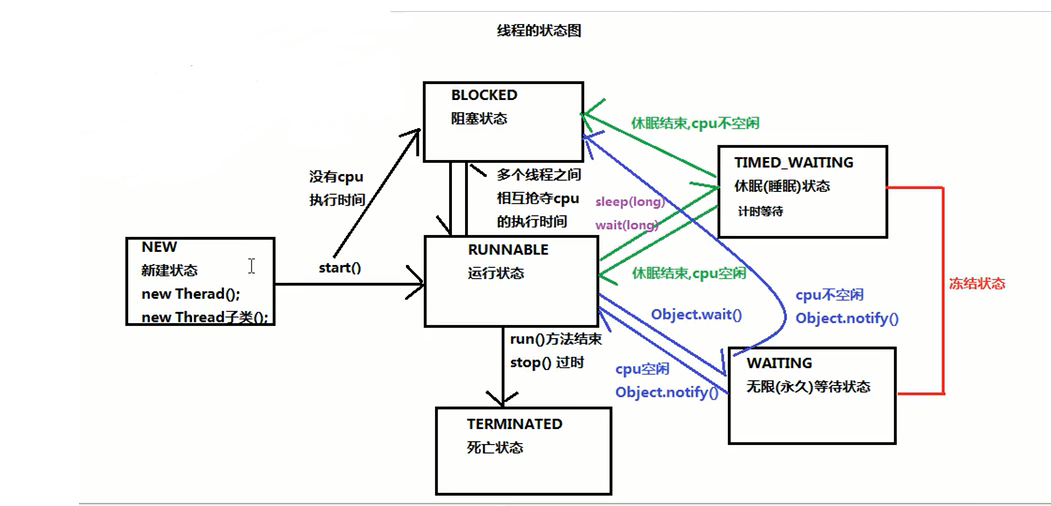 线程的状态图
BLOCKED
阻塞状态
休眠结束,cpu不空闲
TIMED_WAITING
休眠(睡眠)状态
计时等待
没有cpu
执行时间
多个线程之间
相互抢夺cpu
的执行时间
sleep(long)
wait(long)
NEW
新建状态
new Therad();
new Thread子类();
start()
RUNNABLE
运行状态
休眠结束,cpu空闲
冻结状态
cpu不空闲
Object.notify()
Object.wait()
run()方法结束
stop() 过时
cpu空闲
Object.notify()
WAITING
无限(永久)等待状态
TERMINATED
死亡状态